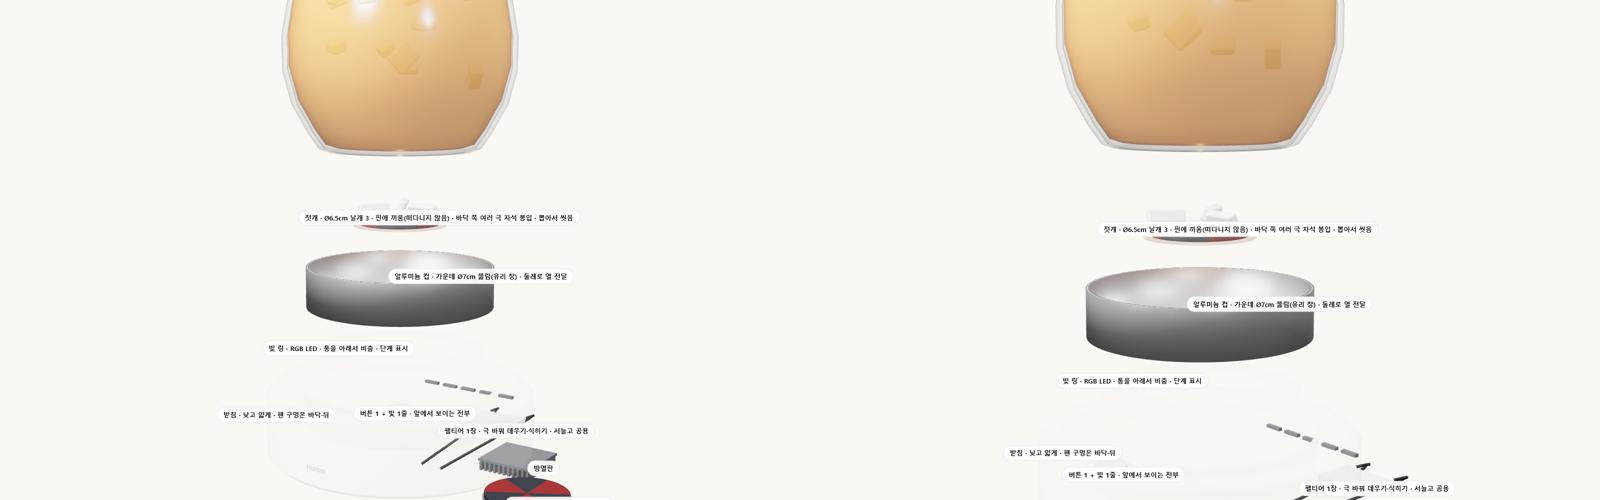 젓개 · Ø6.5cm 날개 3 · 핀에 끼움(떠다니지 않음) · 바닥 쪽 여러 극 자석 봉입 · 뽑아서 씻음
알루미늄 컵 · 가운데 Ø7cm 뚫림(유리 창) · 둘레로 열 전달
빛 링 · RGB LED · 통을 아래서 비춤 · 단계 표시
받침 · 낮고 얇게 · 팬 구멍은 바닥·뒤
버튼 1 + 빛 1줄 · 앞에서 보이는 전부
펠티어 1장 · 극 바꿔 데우기·식히기 · 서늘고 공용
방열판
젓개 · Ø6.5cm 날개 3 · 핀에 끼움(떠다니지 않음) · 바닥 쪽 여러 극 자석 봉입 · 뽑아서 씻음
알루미늄 컵 · 가운데 Ø7cm 뚫림(유리 창) · 둘레로 열 전달
빛 링 · RGB LED · 통을 아래서 비춤 · 단계 표시
받침 · 낮고 얇게 · 팬 구멍은 바닥·뒤
버튼 1 + 빛 1줄 · 앞에서 보이는 전부
펠티어 1장 · 극 바꿔 데우기·식히기 · 서늘고 공용